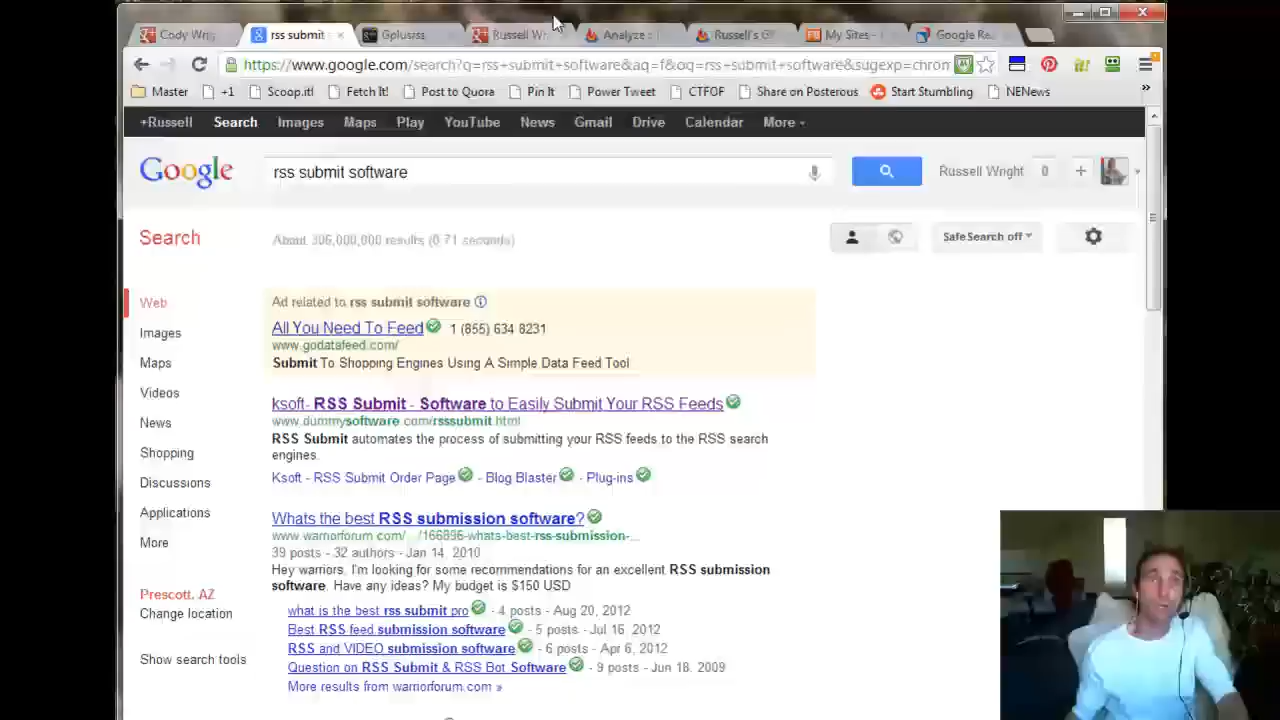 Cody Wrig
rss submit
Gplusrss
Russell Wr
Analyze :
Russell's G
My Sites -
Google Re
https://www.google.com/search?q=rss+submit+software&aq=f&oq=rss+submit+software&sugexp=chrom
Master
+1
Scoop.it!
Fetch It!
Post to Quora
Pin It
Power Tweet
CTFOF
Share on Posterous
Start Stumbling
NENews
»
+Russell Search Images Maps Play YouTube News Gmail Drive Calendar More
Google
rss submit software
Russell Wright 0 +
Search
About 306,000,000 results (0.71 seconds)
SafeSearch off
Web
Images
Maps
Videos
News
Shopping
Discussions
Applications
More
Prescott, AZ
Change location
Show search tools
Ad related to rss submit software
All You Need To Feed 1 (855) 634 8231
www.godatafeed.com/
Submit To Shopping Engines Using A Simple Data Feed Tool
ksoft- RSS Submit - Software to Easily Submit Your RSS Feeds
www.dummysoftware.com/rsssubmit.html
RSS Submit automates the process of submitting your RSS feeds to the RSS search
engines.
Ksoft - RSS Submit Order Page - Blog Blaster - Plug-ins
Whats the best RSS submission software?
www.warriorforum.com/.../166896-whats-best-rss-submission-...
39 posts - 32 authors - Jan 14, 2010
Hey warriors. I'm looking for some recommendations for an excellent RSS submission
software. Have any ideas? My budget is $150 USD
what is the best rss submit pro - 4 posts - Aug 20, 2012
Best RSS feed submission software - 5 posts - Jul 16, 2012
RSS and VIDEO submission software - 6 posts - Apr 6, 2012
Question on RSS Submit & RSS Bot Software - 9 posts - Jun 18, 2009
More results from warriorforum.com »